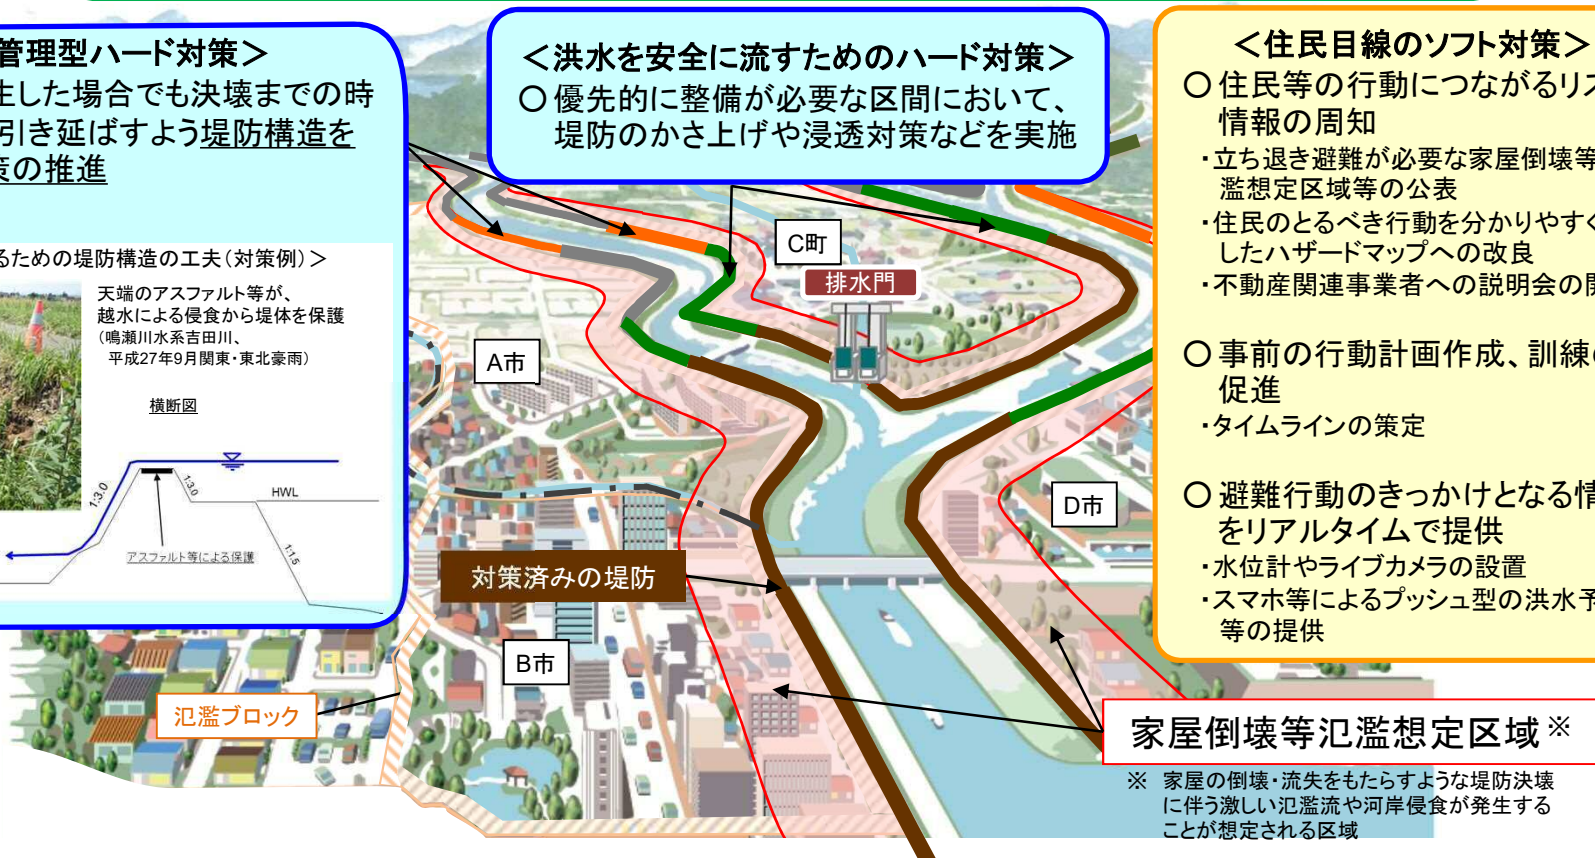 管理型ハード対策＞
生した場合でも決壊までの時
引き延ばすよう堤防構造を
策の推進
るための堤防構造の工夫（対策例）＞
天端のアスファルト等が、
越水による侵食から堤体を保護
（鳴瀬川水系吉田川、
平成27年9月関東・東北豪雨）
横断図
1:3.0
1:3.0
HWL
1:1.5
アスファルト等による保護
＜洪水を安全に流すためのハード対策＞
○優先的に整備が必要な区間において、
堤防のかさ上げや浸透対策などを実施
＜住民目線のソフト対策＞
○住民等の行動につながるリス
情報の周知
・立ち退き避難が必要な家屋倒壊等
濫想定区域等の公表
・住民のとるべき行動を分かりやすく
したハザードマップへの改良
・不動産関連事業者への説明会の開
○事前の行動計画作成、訓練の
促進
・タイムラインの策定
○避難行動のきっかけとなる情
をリアルタイムで提供
・水位計やライブカメラの設置
・スマホ等によるプッシュ型の洪水予
等の提供
C町
排水門
A市
D市
対策済みの堤防
B市
氾濫ブロック
家屋倒壊等氾濫想定区域※
※ 家屋の倒壊・流失をもたらすような堤防決壊
に伴う激しい氾濫流や河岸侵食が発生する
ことが想定される区域